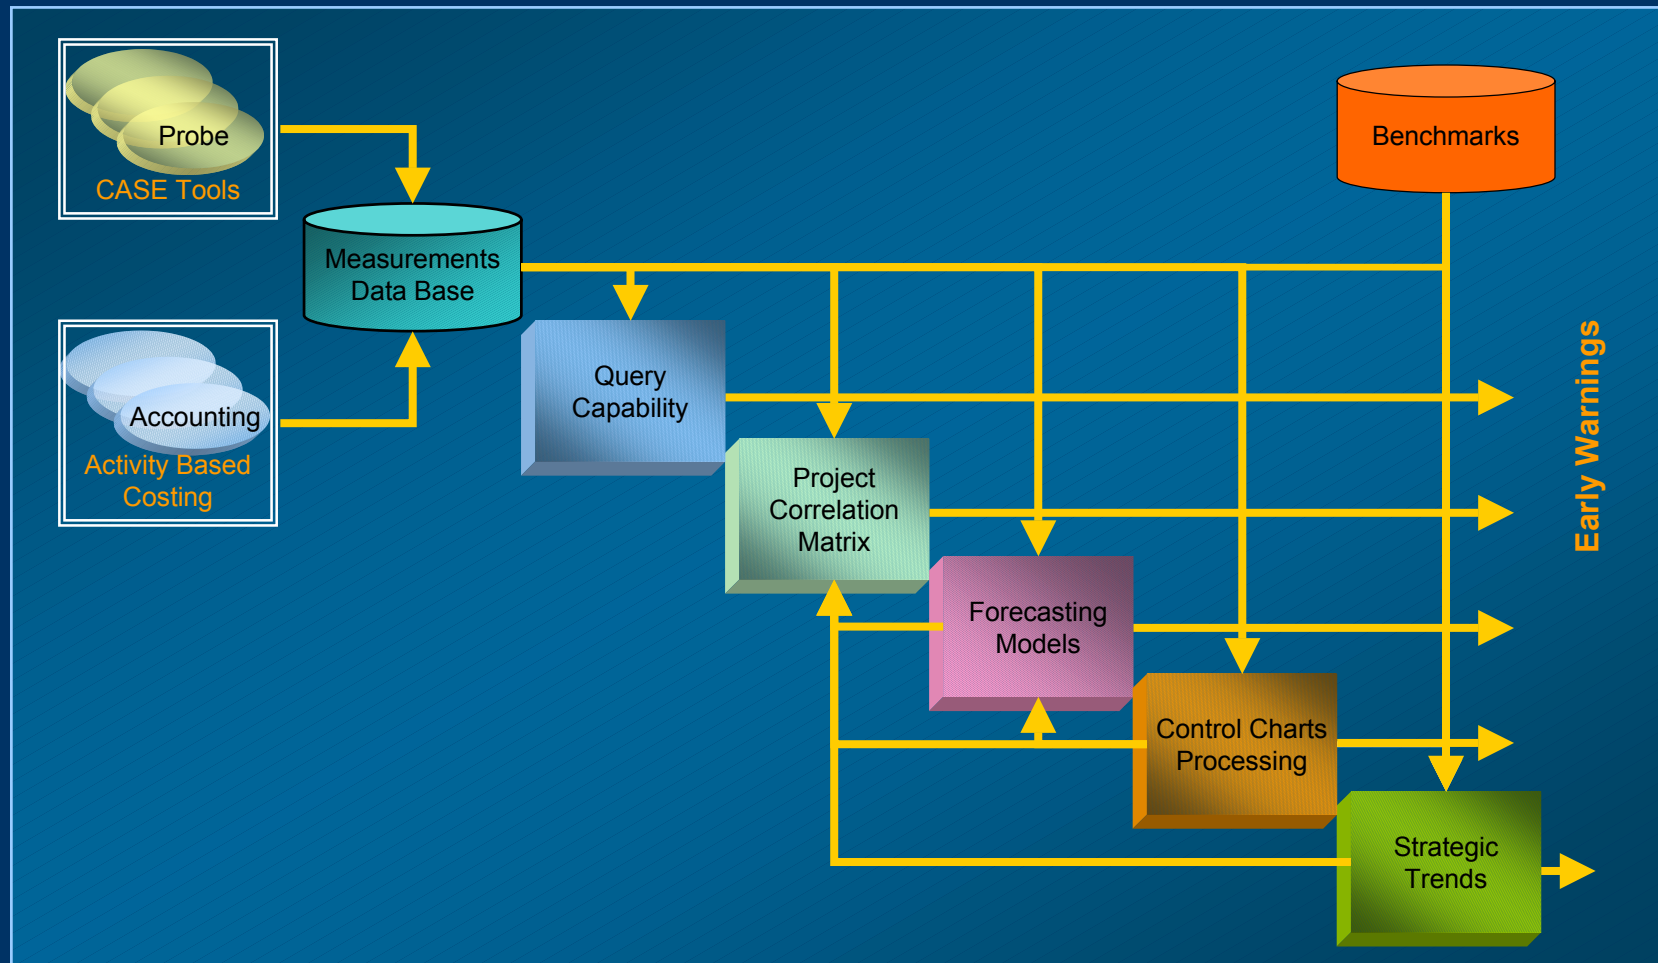 Probe
CASE Tools
Benchmarks
Measurements
Data Base
Accounting
Activity Based
Costing
Query
Capability
Early Warnings
Project
Correlation
Matrix
Forecasting
Models
Control Charts
Processing
Strategic
Trends